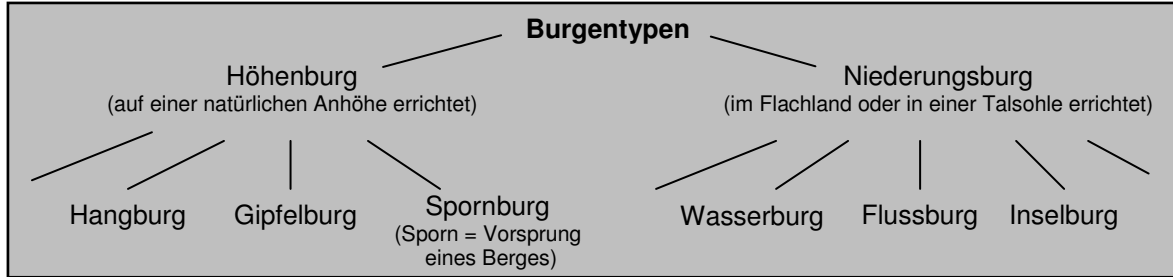 Burgentypen
Höhenburg
(auf einer natürlichen Anhöhe errichtet)
Niederungsburg
(im Flachland oder in einer Talsohle errichtet)
Hangburg
Gipfelburg
Spornburg
(Sporn = Vorsprung
eines Berges)
Wasserburg
Flussburg
Inselburg